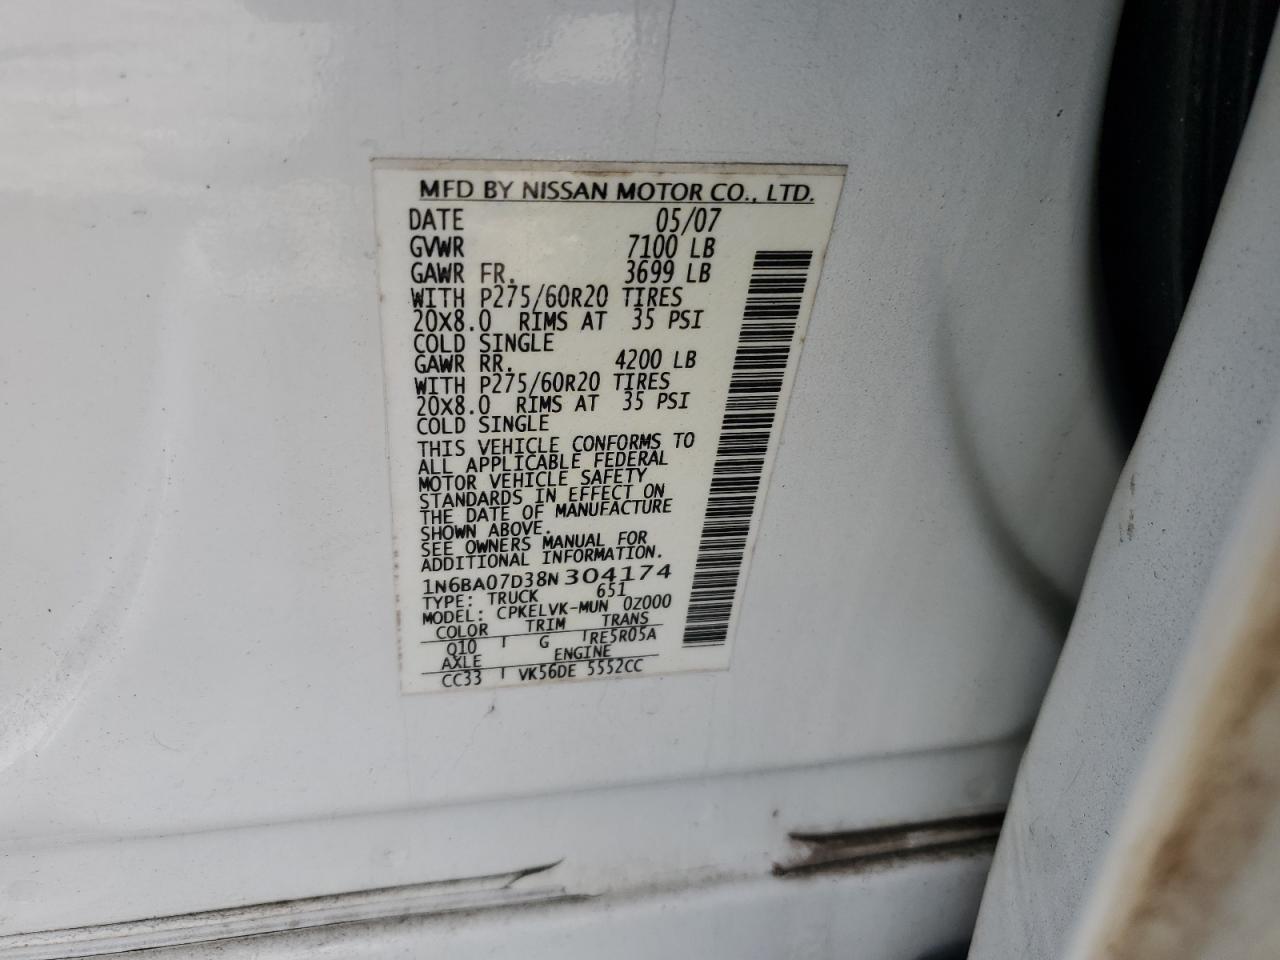 MFD BY NISSAN MOTOR CO., LTD.
DATE 05/07
GVWR 7100 LB
GAWR FR. 3699 LB
WITH P275/60R20 TIRES
20X8.0 RIMS AT 35 PSI
COLD SINGLE
GAWR RR. 4200 LB
WITH P275/60R20 TIRES
20X8.0 RIMS AT 35 PSI
COLD SINGLE
THIS VEHICLE CONFORMS TO
ALL APPLICABLE FEDERAL
MOTOR VEHICLE SAFETY
STANDARDS IN EFFECT ON
THE DATE OF MANUFACTURE
SHOWN ABOVE.
SEE OWNERS MANUAL FOR
ADDITIONAL INFORMATION.
1N6BA07D38N304174
TYPE: TRUCK 651
MODEL: CPKELVK-MUN 0Z000
COLOR TRIM TRANS
Q10 G RE5R05A
AXLE ENGINE
CC33 VK56DE 5552CC